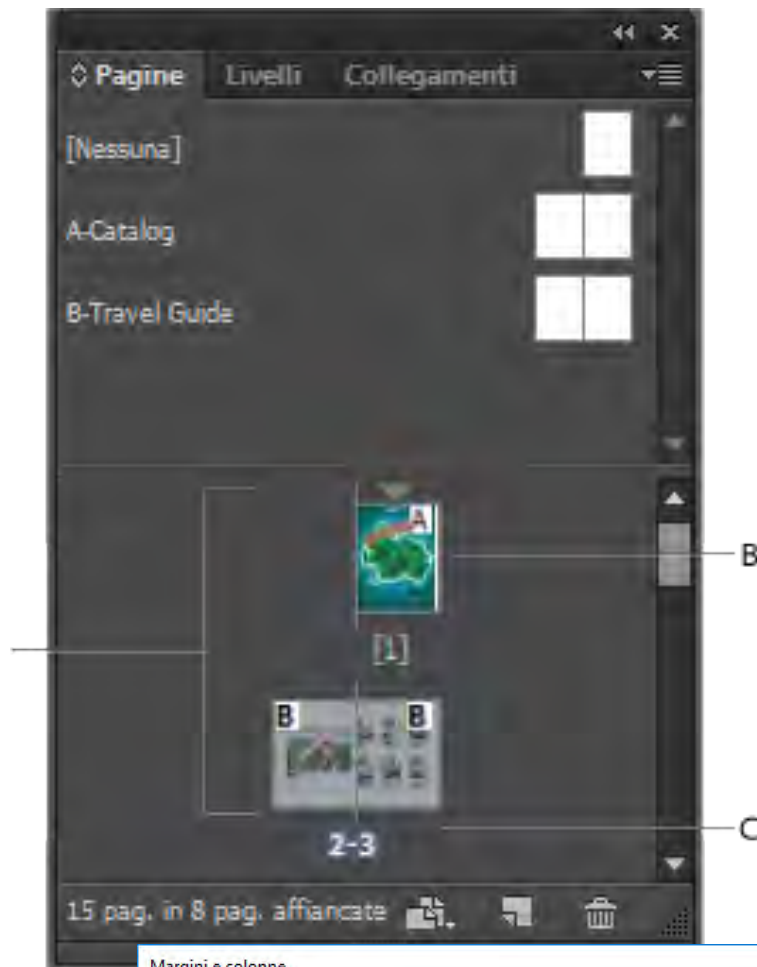 Pagine Livelli Collegamenti
[Nessuna]
A-Catalog
B-Travel Guide
A
B
[1]
B B
C
2-3
15 pag. in 8 pag. affiancate
Margini e colonne